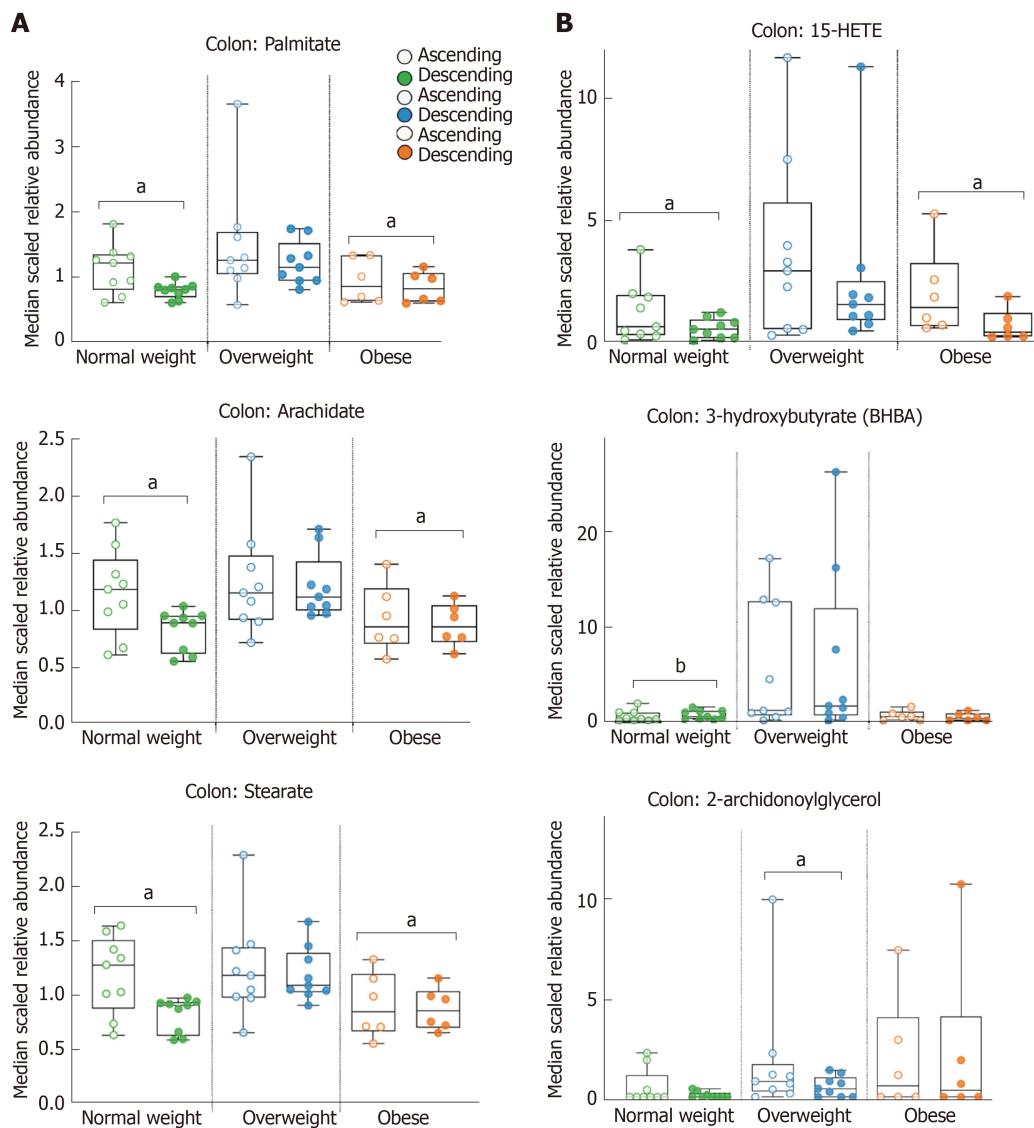 A
Colon: Palmitate
Ascending
Descending
Ascending
Descending
Ascending
Descending
Median scaled relative abundance
4
3
2
1
0
a
a
Normal weight
Overweight
Obese
Colon: Arachidate
Median scaled relative abundance
2.5
2.0
1.5
1.0
0.5
0.0
a
a
Normal weight
Overweight
Obese
Colon: Stearate
Median scaled relative abundance
2.5
2.0
1.5
1.0
0.5
0.0
a
a
Normal weight
Overweight
Obese
B
Colon: 15-HETE
Median scaled relative abundance
10
5
0
a
a
Normal weight
Overweight
Obese
Colon: 3-hydroxybutyrate (BHBA)
Median scaled relative abundance
20
10
0
b
Normal weight
Overweight
Obese
Colon: 2-archidonoylglycerol
Median scaled relative abundance
10
5
0
a
Normal weight
Overweight
Obese